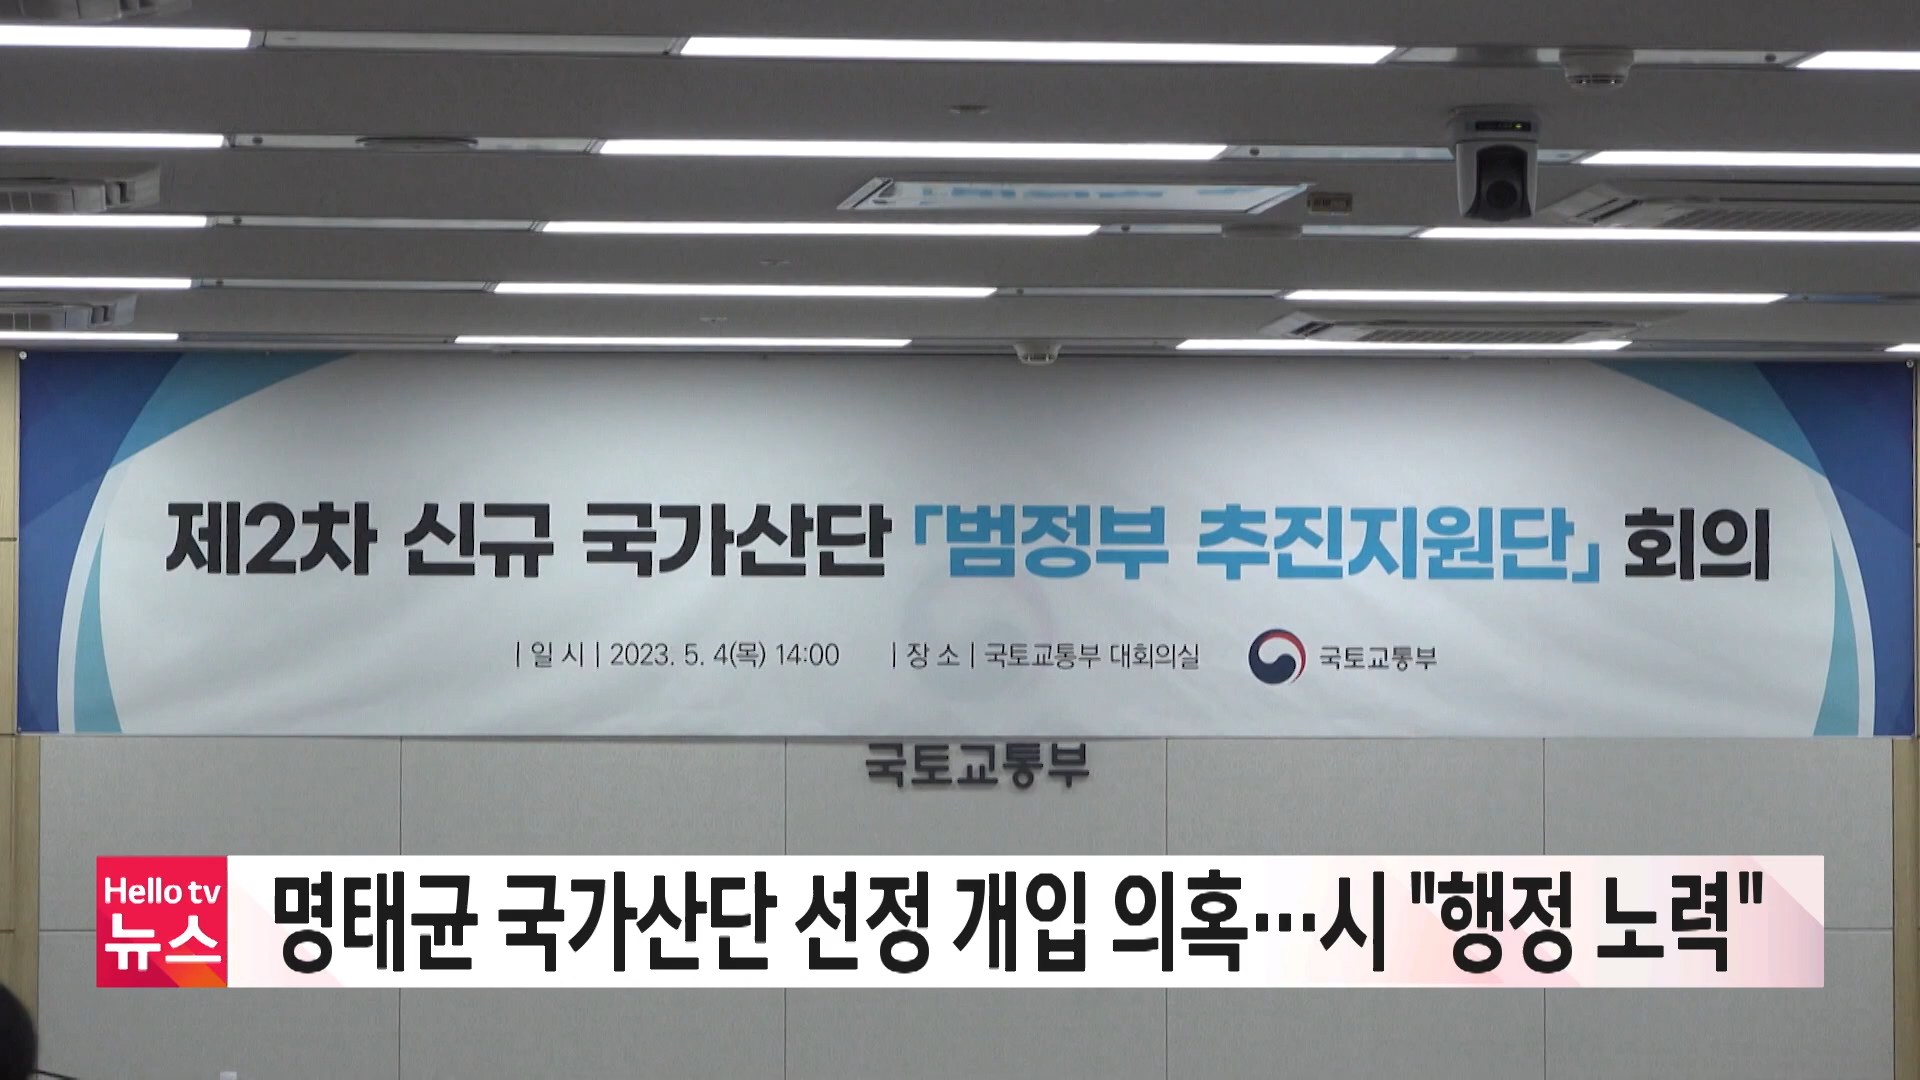 제2차 신규 국가산단 「범정부 추진지원단」 회의
| 일 시 | 2023. 5. 4(목) 14:00 | 장 소 | 국토교통부 대회의실 국토교통부
국토교통부
Hello tv
뉴스
명태균 국가산단 선정 개입 의혹…시 "행정 노력"